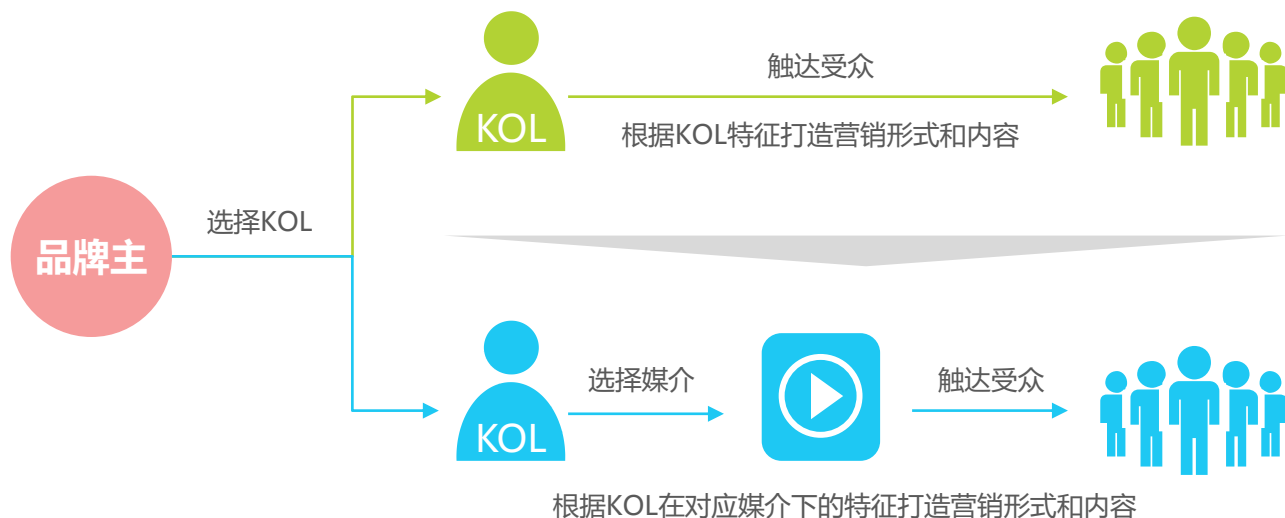 触达受众
KOL
根据KOL特征打造营销形式和内容
选择KOL
品牌主
选择媒介
触达受众
KOL
根据KOL在对应媒介下的特征打造营销形式和内容